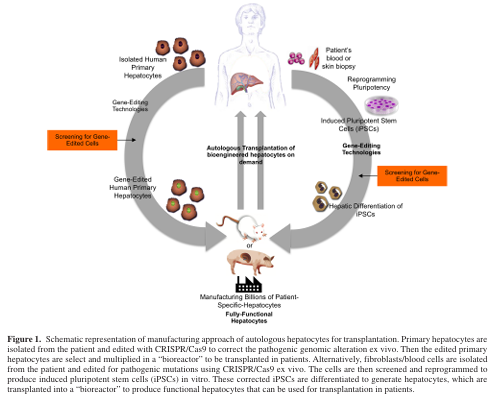 Isolated Human
Primary
Hepatocytes
Patient's
blood or
skin biopsy
Reprogramming
Pluripotency
Gene-Editing
Technologies
Induced Pluripotent Stem
Cells (iPSCs)
Screening for Gene-
Edited Cells
Autologous Transplantation of
bioengineered hepatocytes on
demand
Gene-Editing
Technologies
Screening for Gene-
Edited Cells
Gene-Edited
Human Primary
Hepatocytes
Hepatic Differentiation of
iPSCs
or
Manufacturing Billions of Patient-
Specific-Hepatocytes
Fully-Functional
Hepatocytes
Figure 1. Schematic representation of manufacturing approach of autologous hepatocytes for transplantation. Primary hepatocytes are
isolated from the patient and edited with CRISPR/Cas9 to correct the pathogenic genomic alteration ex vivo. Then the edited primary
hepatocytes are select and multiplied in a “bioreactor” to be transplanted in patients. Alternatively, fibroblasts/blood cells are isolated
from the patient and edited for pathogenic mutations using CRISPR/Cas9 ex vivo. The cells are then screened and reprogrammed to
produce induced pluripotent stem cells (iPSCs) in vitro. These corrected iPSCs are differentiated to generate hepatocytes, which are
transplanted into a “bioreactor” to produce functional hepatocytes that can be used for transplantation in patients.